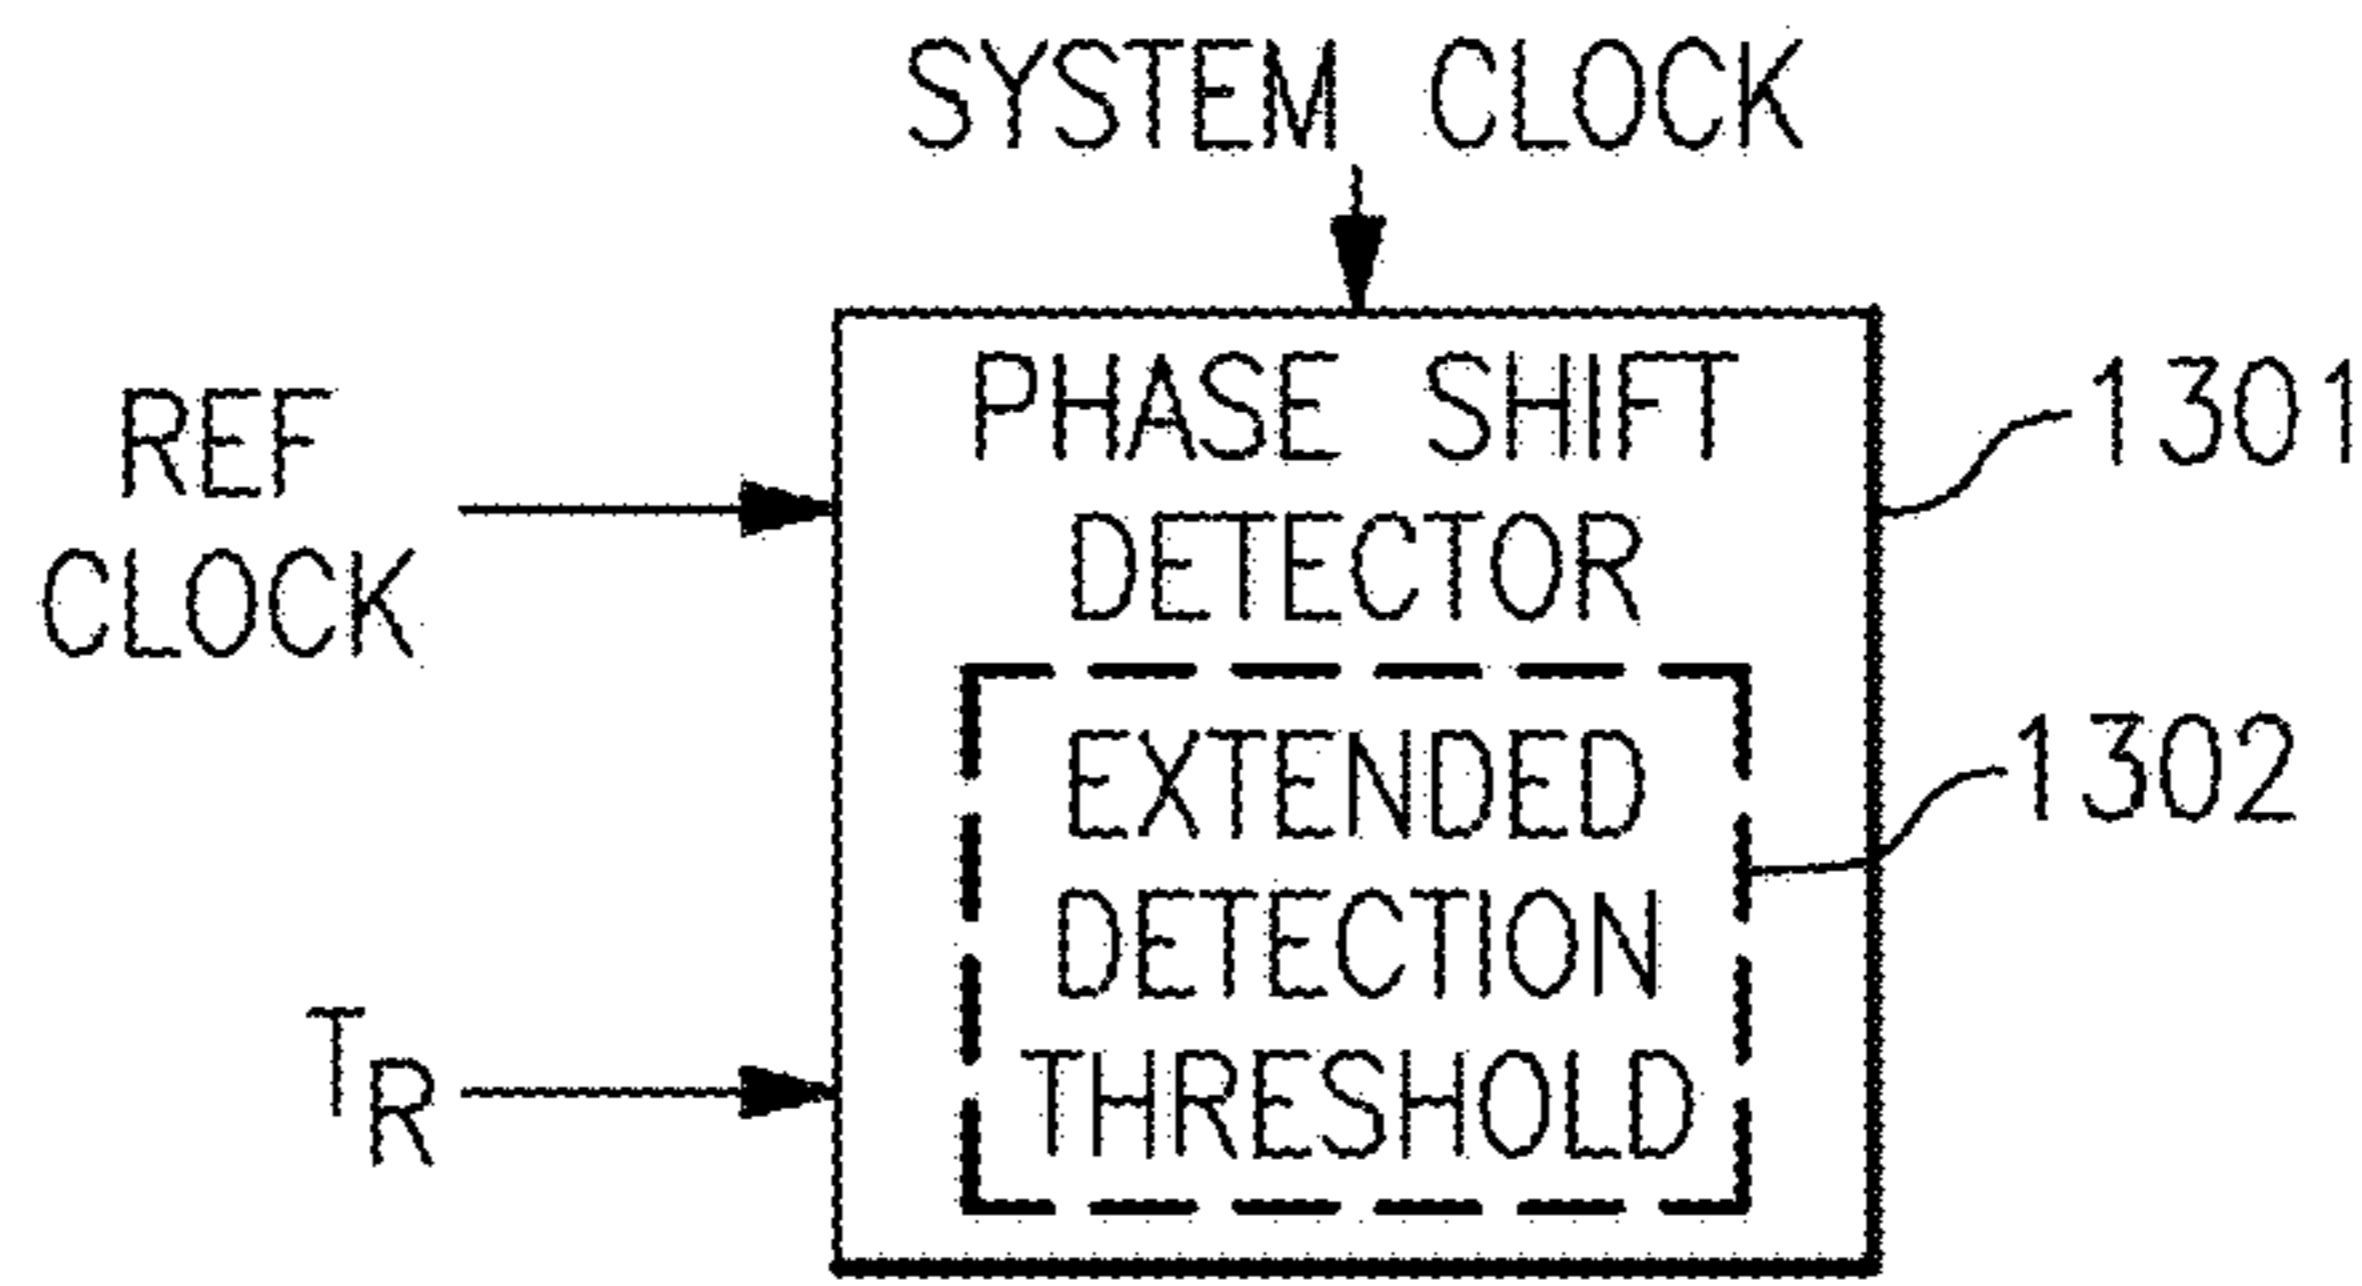 SYSTEM CLOCK
REF
CLOCK
PHASE SHIFT
DETECTOR
1301
EXTENDED
DETECTION
THRESHOLD
1302
TR